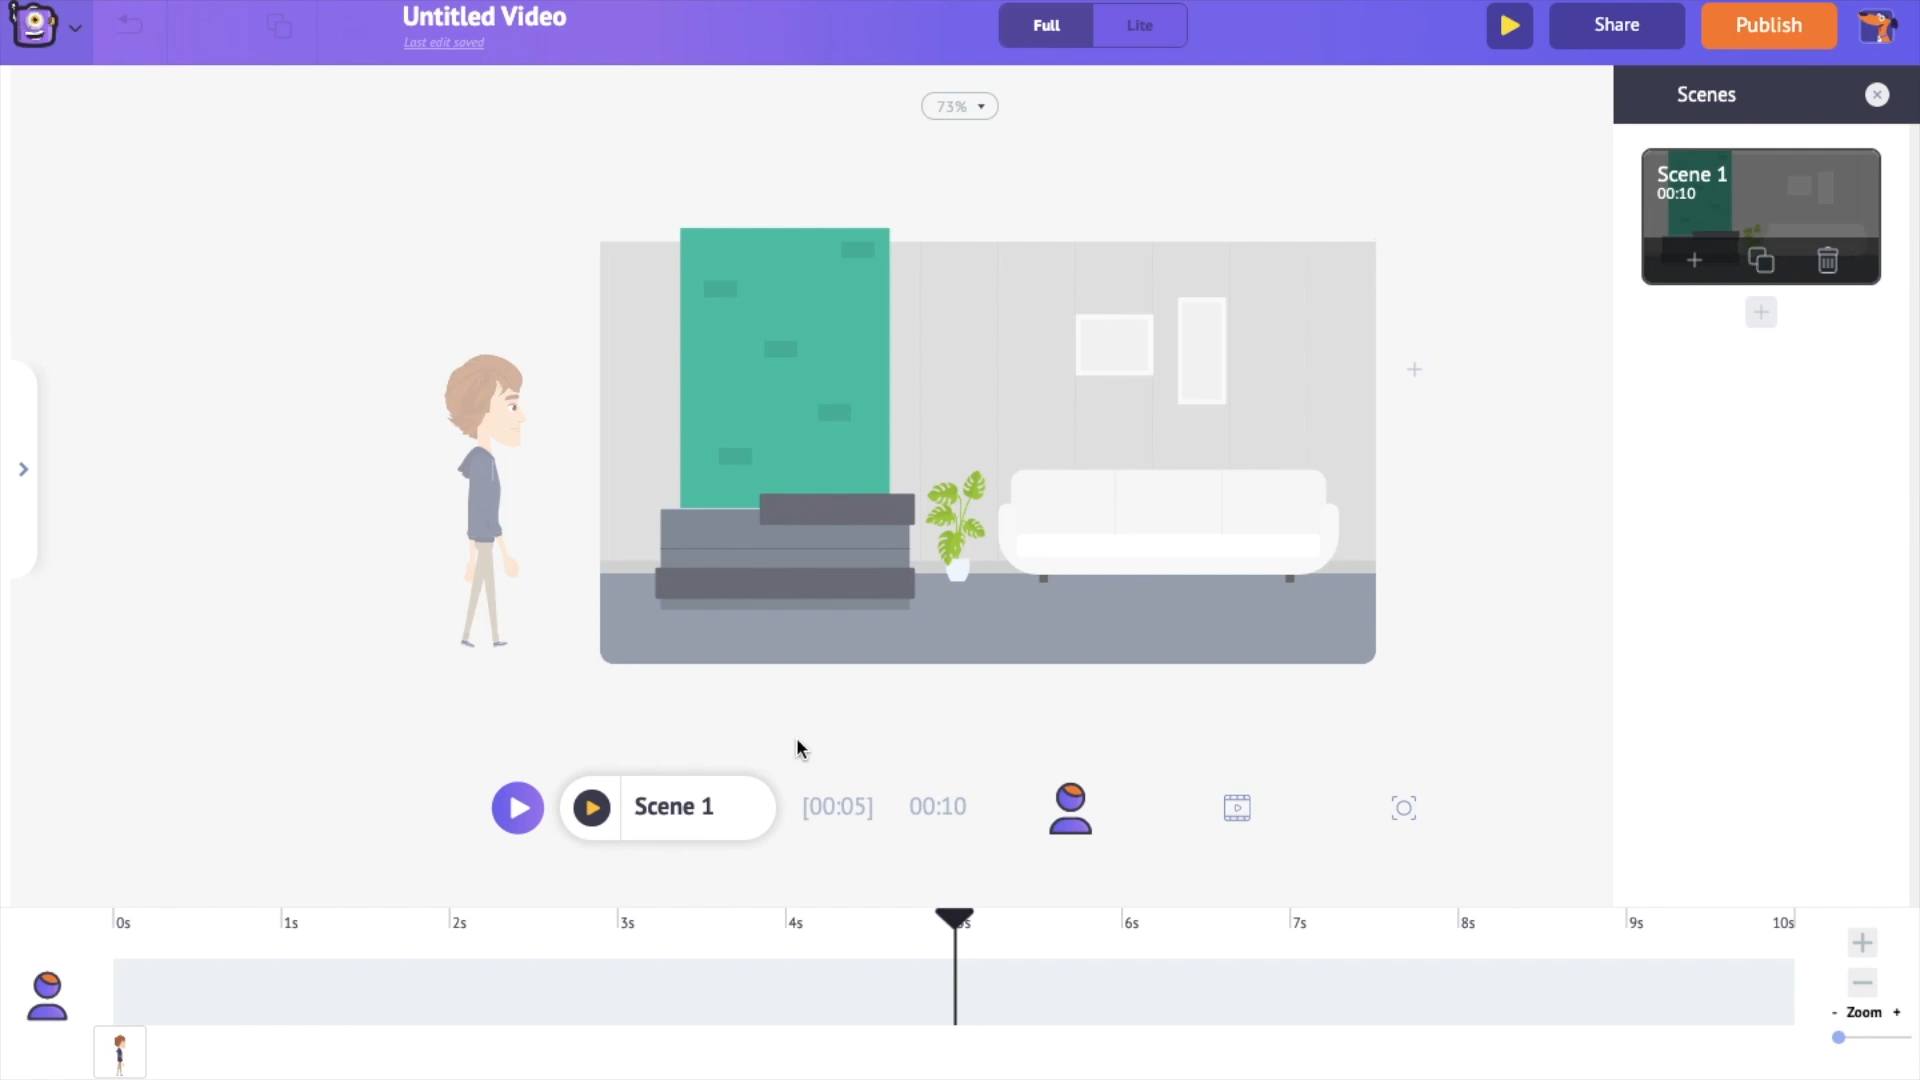 Untitled Video
Last edit saved
Full
Lite
Share
Publish
73%
Scenes
Scene 1
00:10
Scene 1
[00:05]
00:10
0s
1s
2s
3s
4s
6s
7s
8s
9s
10s
- Zoom +